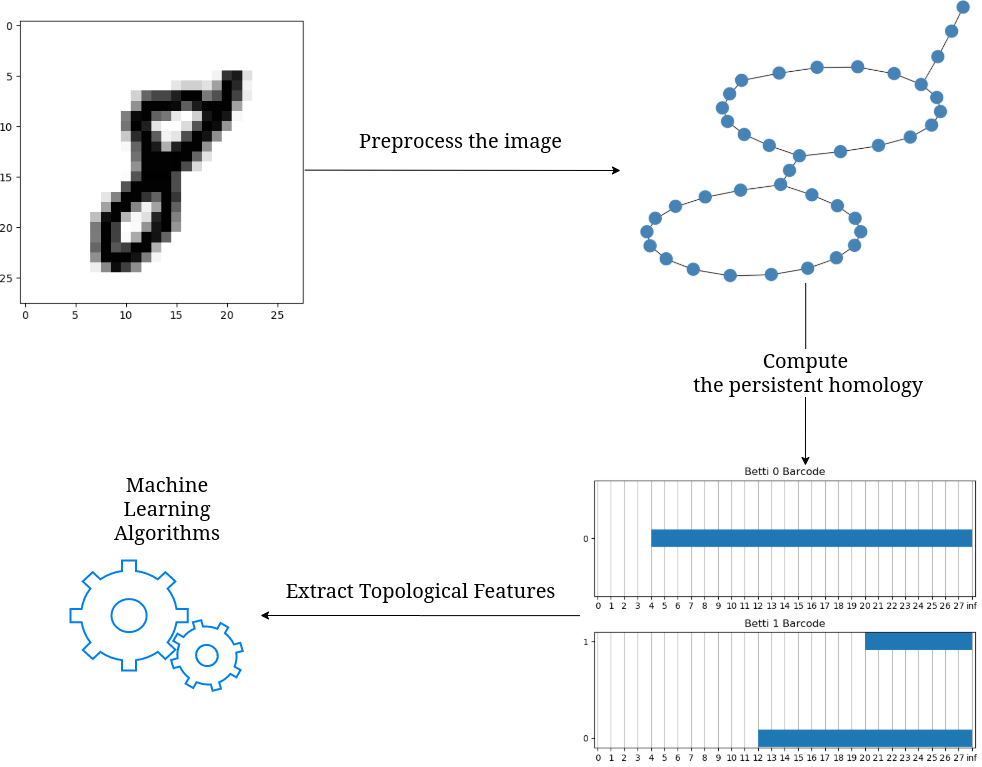 0
5
10
15
20
25
0 5 10 15 20 25
Preprocess the image
Compute
the persistent homology
Betti 0 Barcode
0
0 1 2 3 4 5 6 7 8 9 10 11 12 13 14 15 16 17 18 19 20 21 22 23 24 25 26 27 inf
Betti 1 Barcode
1
0
0 1 2 3 4 5 6 7 8 9 10 11 12 13 14 15 16 17 18 19 20 21 22 23 24 25 26 27 inf
Extract Topological Features
Machine
Learning
Algorithms